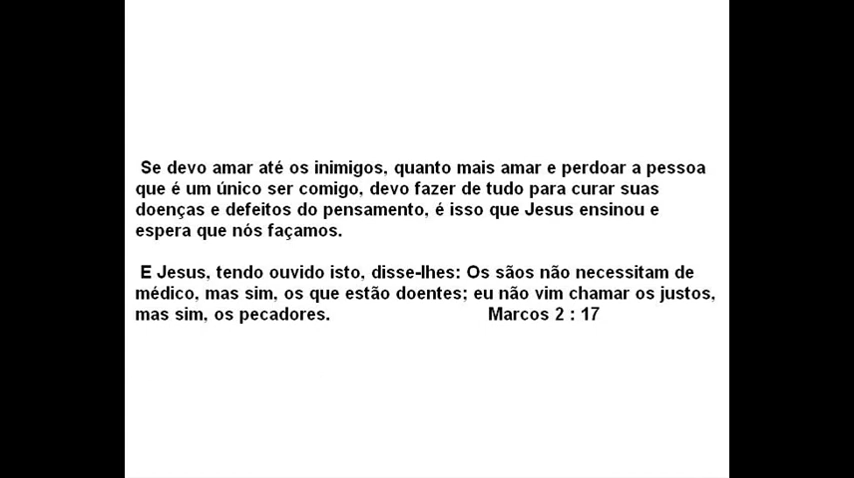 Se devo amar até os inimigos, quanto mais amar e perdoar a pessoa
que é um único ser comigo, devo fazer de tudo para curar suas
doenças e defeitos do pensamento, é isso que Jesus ensinou e
espera que nós façamos.
E Jesus, tendo ouvido isto, disse-lhes: Os sãos não necessitam de
médico, mas sim, os que estão doentes; eu não vim chamar os justos,
mas sim, os pecadores. Marcos 2 : 17